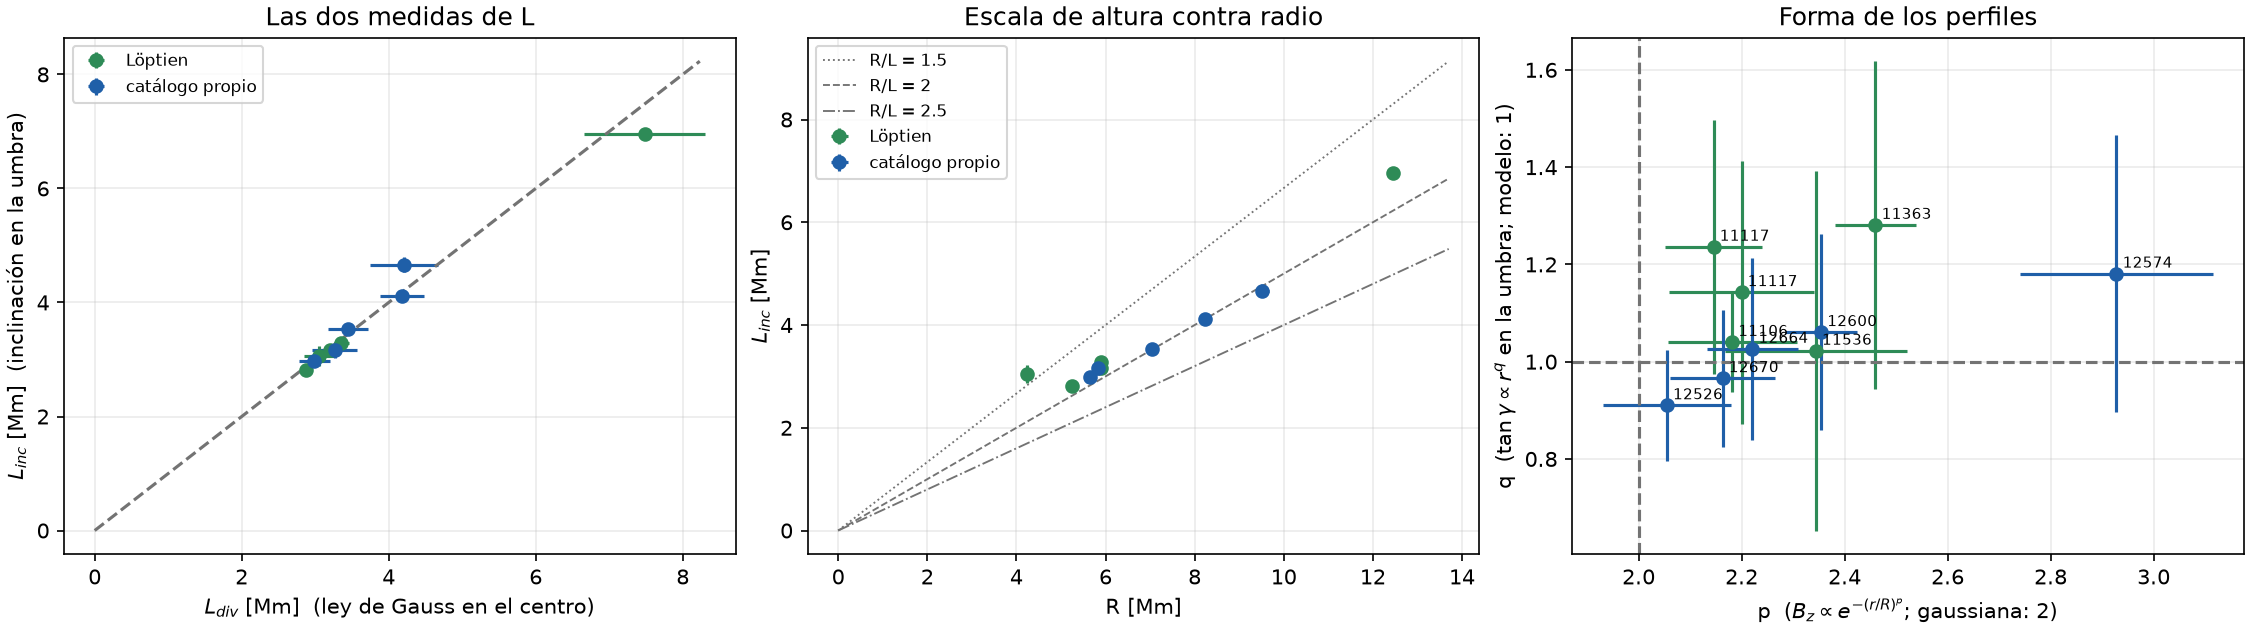 Las dos medidas de L
Löptien
catálogo propio
8
6
4
2
0
0 2 4 6 8
L_inc [Mm] (inclinación en la umbra)
L_div [Mm] (ley de Gauss en el centro)
Escala de altura contra radio
R/L = 1.5
R/L = 2
R/L = 2.5
Löptien
catálogo propio
8
6
4
2
0
0 2 4 6 8 10 12 14
L_inc [Mm]
R [Mm]
Forma de los perfiles
1.6
1.4
1.2
1.0
0.8
2.0 2.2 2.4 2.6 2.8 3.0
q (tan γ ∝ r^q en la umbra; modelo: 1)
p (B_z ∝ e^{-(r/R)^p}; gaussiana: 2)
11363
11117
12574
11117
12600
11106
12664
11536
12670
12526